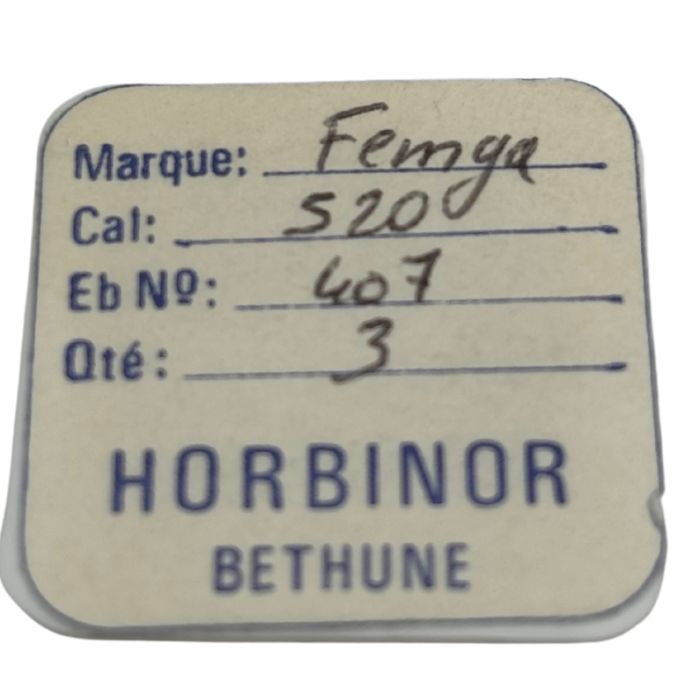 Marque: Femga
Cal: 520
Eb Nº: 407
Qté: 3
HORBINOR
BETHUNE